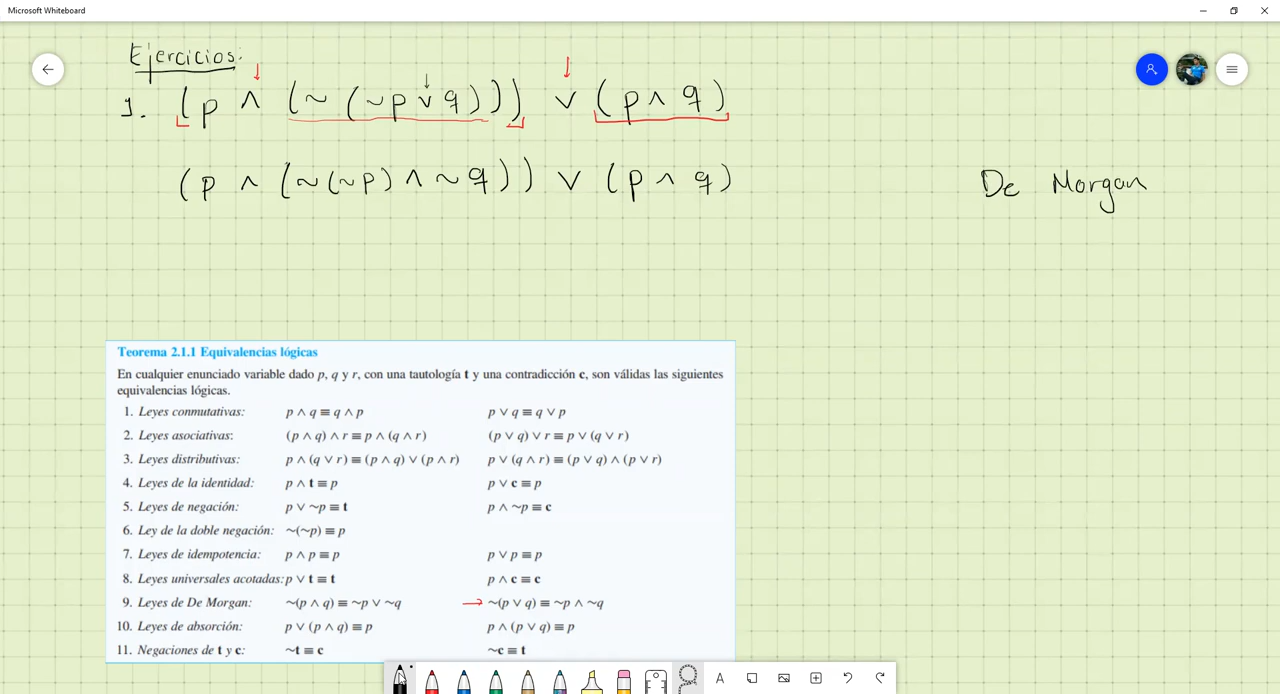 Microsoft Whiteboard
Ejercicios:
1. (p ∧ (~ (~p ∨ q))) ∨ (p ∧ q)
(p ∧ (~(~p) ∧ ~q)) ∨ (p ∧ q) De Morgan
Teorema 2.1.1 Equivalencias lógicas
En cualquier enunciado variable dado p, q y r, con una tautología t y una contradicción c, son válidas las siguientes
equivalencias lógicas.
1. Leyes conmutativas: p ∧ q ≡ q ∧ p p ∨ q ≡ q ∨ p
2. Leyes asociativas: (p ∧ q) ∧ r ≡ p ∧ (q ∧ r) (p ∨ q) ∨ r ≡ p ∨ (q ∨ r)
3. Leyes distributivas: p ∧ (q ∨ r) ≡ (p ∧ q) ∨ (p ∧ r) p ∨ (q ∧ r) ≡ (p ∨ q) ∧ (p ∨ r)
4. Leyes de la identidad: p ∧ t ≡ p p ∨ c ≡ p
5. Leyes de negación: p ∨ ~p ≡ t p ∧ ~p ≡ c
6. Ley de la doble negación: ~(~p) ≡ p
7. Leyes de idempotencia: p ∧ p ≡ p p ∨ p ≡ p
8. Leyes universales acotadas: p ∨ t ≡ t p ∧ c ≡ c
9. Leyes de De Morgan: ~(p ∧ q) ≡ ~p ∨ ~q → ~(p ∨ q) ≡ ~p ∧ ~q
10. Leyes de absorción: p ∨ (p ∧ q) ≡ p p ∧ (p ∨ q) ≡ p
11. Negaciones de t y c: ~t ≡ c ~c ≡ t
A